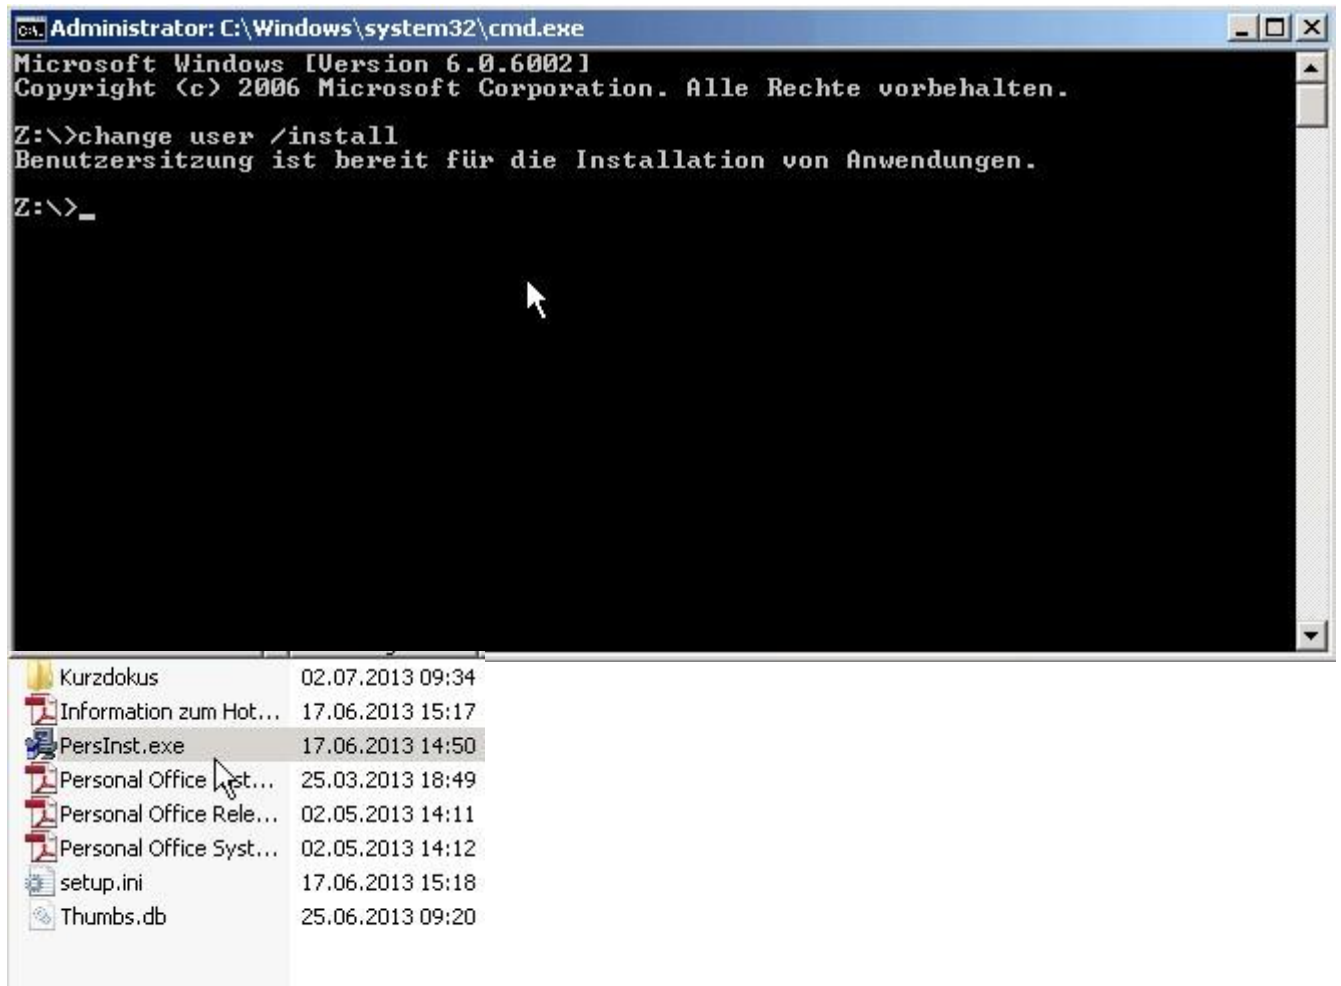 Administrator: C:\Windows\system32\cmd.exe
Microsoft Windows [Version 6.0.6002]
Copyright (c) 2006 Microsoft Corporation. Alle Rechte vorbehalten.
Z:\>change user /install
Benutzersitzung ist bereit für die Installation von Anwendungen.
Z:\>_
Kurzdokus 02.07.2013 09:34
Information zum Hot... 17.06.2013 15:17
PersInst.exe 17.06.2013 14:50
Personal Office 25.03.2013 18:49
Personal Office Rele... 02.05.2013 14:11
Personal Office Syst... 02.05.2013 14:12
setup.ini 17.06.2013 15:18
Thumbs.db 25.06.2013 09:20